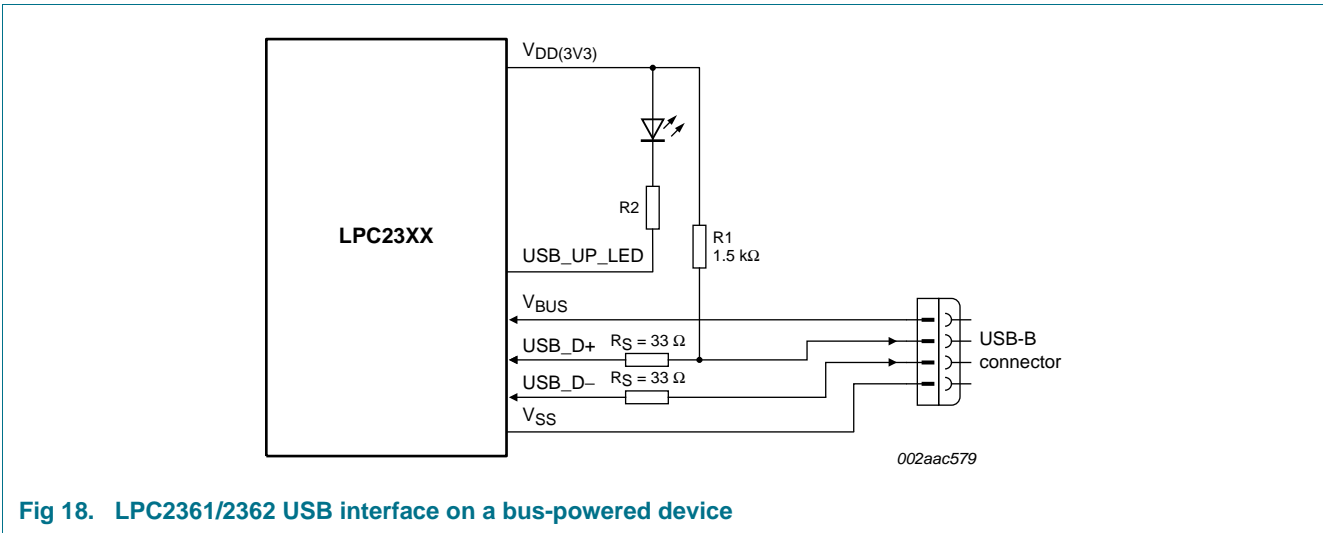 VDD(3V3)
R2
LPC23XX
R1
1.5 kΩ
USB_UP_LED
VBUS
USB_D+ RS = 33 Ω
USB-B
connector
USB_D− RS = 33 Ω
VSS
002aac579
Fig 18. LPC2361/2362 USB interface on a bus-powered device